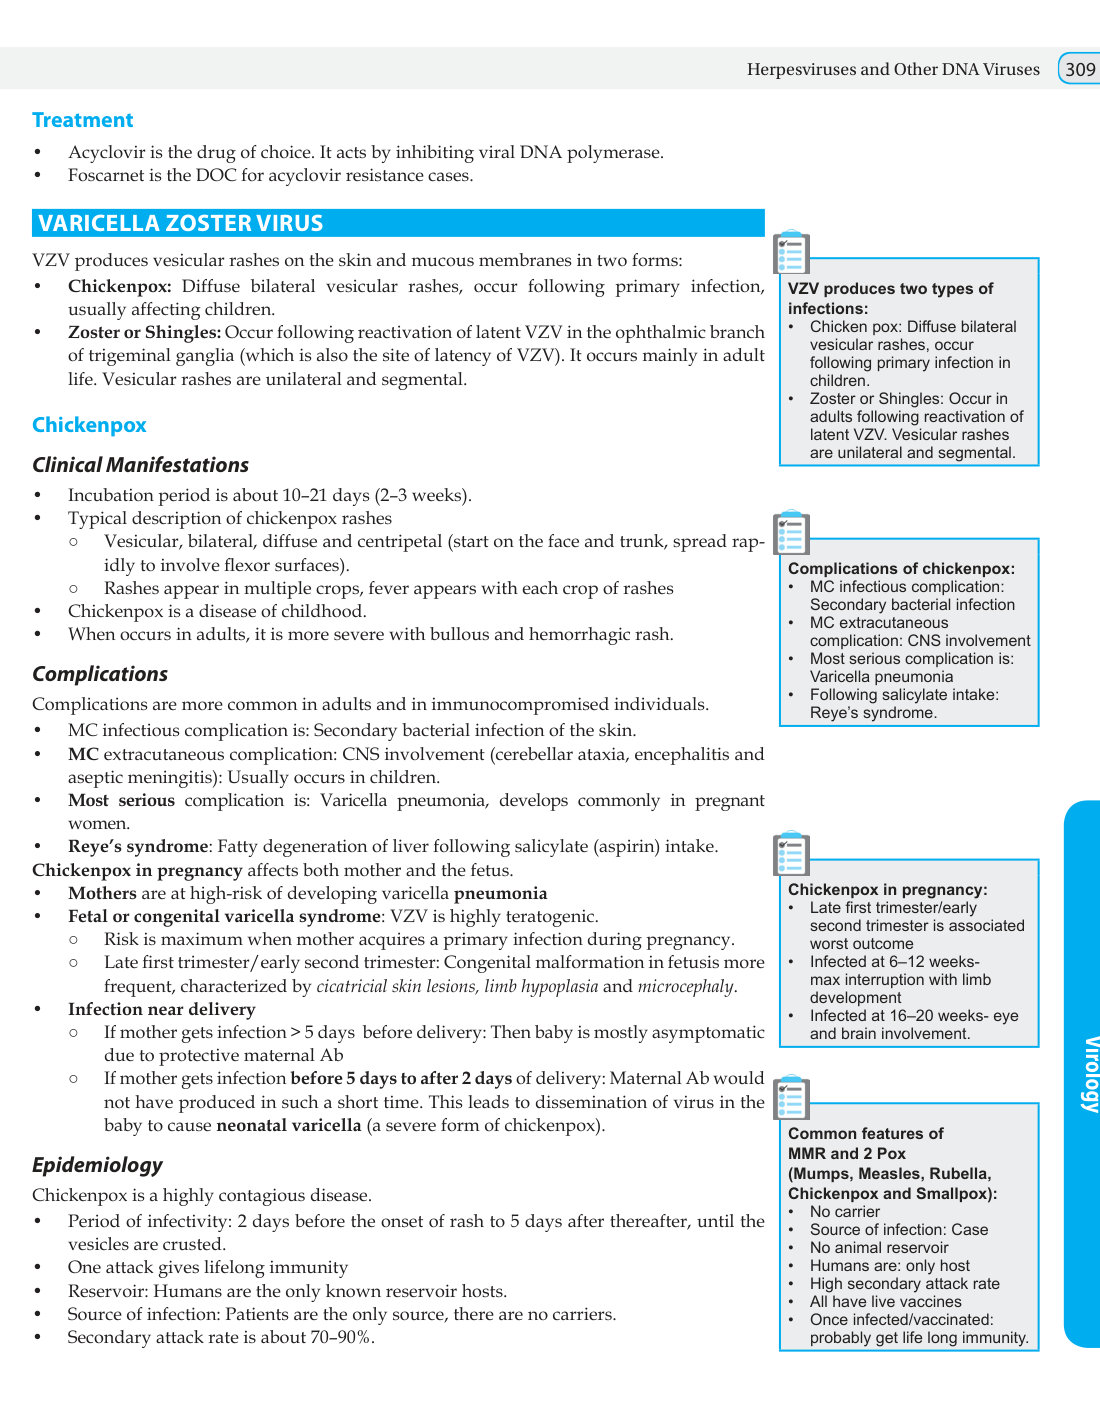 Herpesviruses and Other DNA Viruses 309
Treatment
• Acyclovir is the drug of choice. It acts by inhibiting viral DNA polymerase.
• Foscarnet is the DOC for acyclovir resistance cases.
VARICELLA ZOSTER VIRUS
VZV produces vesicular rashes on the skin and mucous membranes in two forms:
• Chickenpox: Diffuse bilateral vesicular rashes, occur following primary infection,
usually affecting children.
• Zoster or Shingles: Occur following reactivation of latent VZV in the ophthalmic branch
of trigeminal ganglia (which is also the site of latency of VZV). It occurs mainly in adult
life. Vesicular rashes are unilateral and segmental.
Chickenpox
Clinical Manifestations
• Incubation period is about 10–21 days (2–3 weeks).
• Typical description of chickenpox rashes
○ Vesicular, bilateral, diffuse and centripetal (start on the face and trunk, spread rap-
idly to involve flexor surfaces).
○ Rashes appear in multiple crops, fever appears with each crop of rashes
• Chickenpox is a disease of childhood.
• When occurs in adults, it is more severe with bullous and hemorrhagic rash.
Complications
Complications are more common in adults and in immunocompromised individuals.
• MC infectious complication is: Secondary bacterial infection of the skin.
• MC extracutaneous complication: CNS involvement (cerebellar ataxia, encephalitis and
aseptic meningitis): Usually occurs in children.
• Most serious complication is: Varicella pneumonia, develops commonly in pregnant
women.
• Reye's syndrome: Fatty degeneration of liver following salicylate (aspirin) intake.
Chickenpox in pregnancy affects both mother and the fetus.
• Mothers are at high-risk of developing varicella pneumonia
• Fetal or congenital varicella syndrome: VZV is highly teratogenic.
○ Risk is maximum when mother acquires a primary infection during pregnancy.
○ Late first trimester/early second trimester: Congenital malformation in fetusis more
frequent, characterized by cicatricial skin lesions, limb hypoplasia and microcephaly.
• Infection near delivery
○ If mother gets infection > 5 days before delivery: Then baby is mostly asymptomatic
due to protective maternal Ab
○ If mother gets infection before 5 days to after 2 days of delivery: Maternal Ab would
not have produced in such a short time. This leads to dissemination of virus in the
baby to cause neonatal varicella (a severe form of chickenpox).
Epidemiology
Chickenpox is a highly contagious disease.
• Period of infectivity: 2 days before the onset of rash to 5 days after thereafter, until the
vesicles are crusted.
• One attack gives lifelong immunity
• Reservoir: Humans are the only known reservoir hosts.
• Source of infection: Patients are the only source, there are no carriers.
• Secondary attack rate is about 70–90%.
VZV produces two types of
infections:
• Chicken pox: Diffuse bilateral
vesicular rashes, occur
following primary infection in
children.
• Zoster or Shingles: Occur in
adults following reactivation of
latent VZV. Vesicular rashes
are unilateral and segmental.
Complications of chickenpox:
• MC infectious complication:
Secondary bacterial infection
• MC extracutaneous
complication: CNS involvement
• Most serious complication is:
Varicella pneumonia
• Following salicylate intake:
Reye's syndrome.
Chickenpox in pregnancy:
• Late first trimester/early
second trimester is associated
worst outcome
• Infected at 6–12 weeks-
max interruption with limb
development
• Infected at 16–20 weeks- eye
and brain involvement.
Common features of
MMR and 2 Pox
(Mumps, Measles, Rubella,
Chickenpox and Smallpox):
• No carrier
• Source of infection: Case
• No animal reservoir
• Humans are: only host
• High secondary attack rate
• All have live vaccines
• Once infected/vaccinated:
probably get life long immunity.
Virology